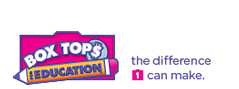 BOX TOPS
FOR EDUCATION
the difference
1 can make.